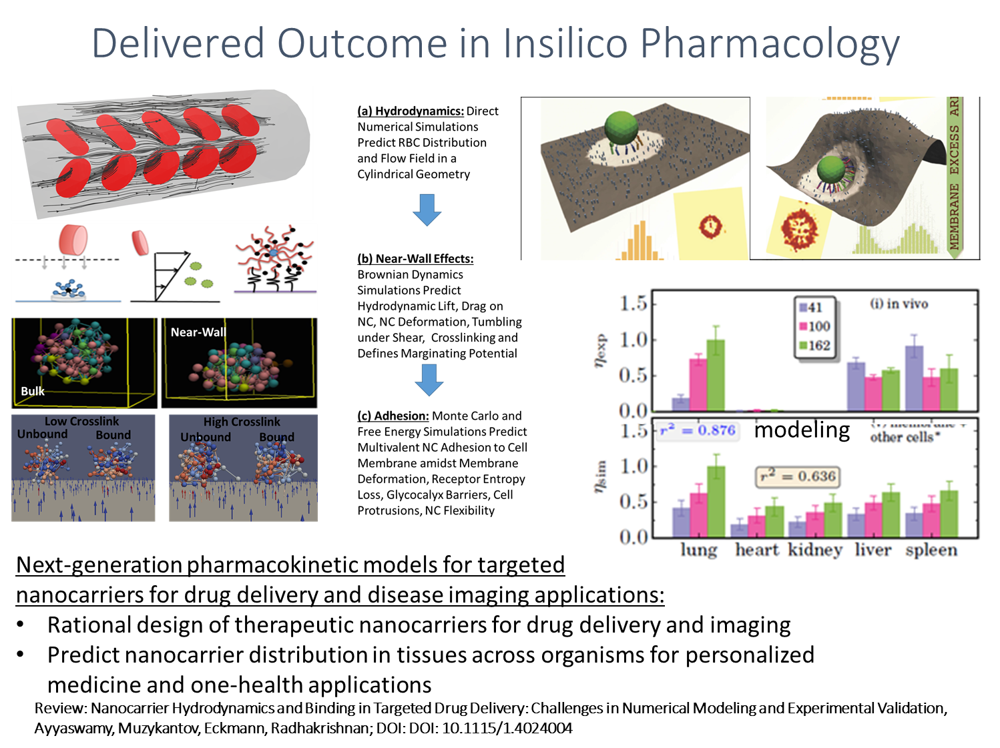 Delivered Outcome in Insilico Pharmacology
(a) Hydrodynamics: Direct
Numerical Simulations
Predict RBC Distribution
and Flow Field in a
Cylindrical Geometry
(b) Near-Wall Effects:
Brownian Dynamics
Simulations Predict
Hydrodynamic Lift, Drag on
NC, NC Deformation, Tumbling
under Shear, Crosslinking and
Defines Marginating Potential
(c) Adhesion: Monte Carlo and
Free Energy Simulations Predict
Multivalent NC Adhesion to Cell
Membrane amidst Membrane
Deformation, Receptor Entropy
Loss, Glycocalyx Barriers, Cell
Protrusions, NC Flexibility
Bulk
Near-Wall
Low Crosslink
Unbound Bound
High Crosslink
Unbound Bound
MEMBRANE EXCESS
1.5
1.0
0.5
0.0
ηexp
41
100
162
(i) in vivo
1.5
1.0
0.5
0.0
ηsim
r² = 0.876
modeling
other cells*
r² = 0.636
lung heart kidney liver spleen
Next-generation pharmacokinetic models for targeted
nanocarriers for drug delivery and disease imaging applications:
• Rational design of therapeutic nanocarriers for drug delivery and imaging
• Predict nanocarrier distribution in tissues across organisms for personalized
medicine and one-health applications
Review: Nanocarrier Hydrodynamics and Binding in Targeted Drug Delivery: Challenges in Numerical Modeling and Experimental Validation,
Ayyaswamy, Muzykantov, Eckmann, Radhakrishnan; DOI: DOI: 10.1115/1.4024004